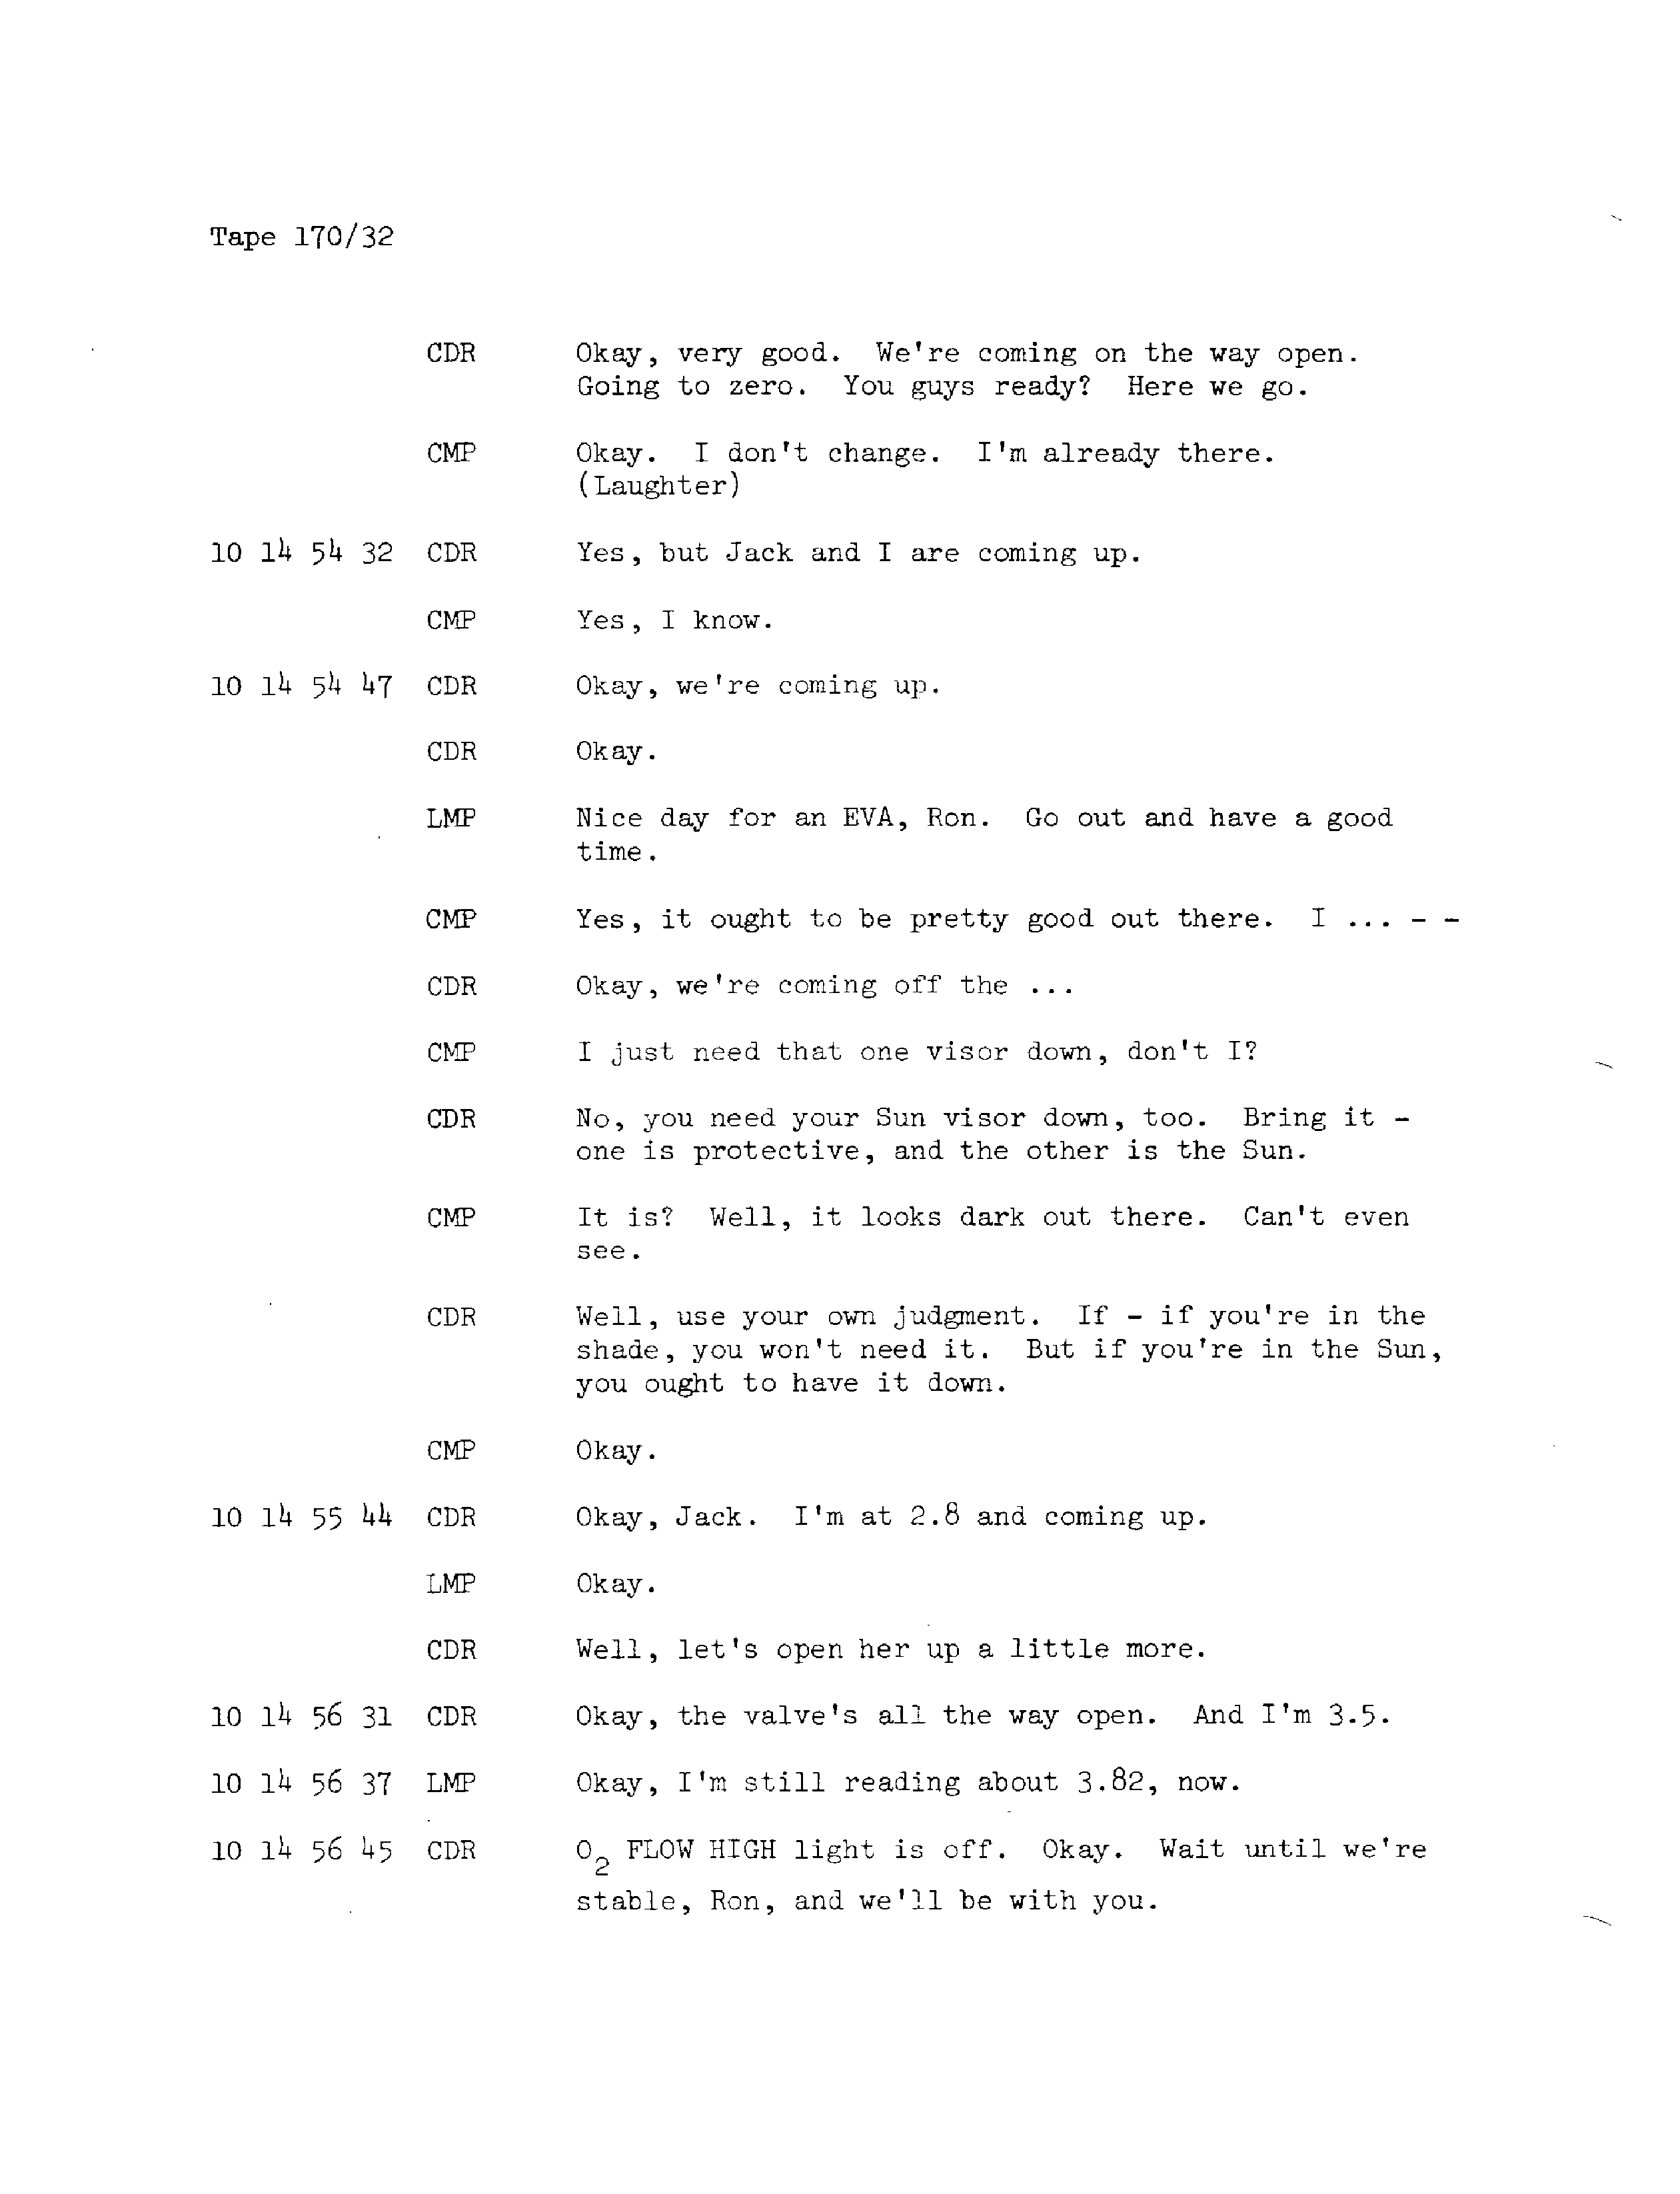 Tape 170/32
CDR Okay, very good. We're coming on the way open.
Going to zero. You guys ready? Here we go.
CMP Okay. I don't change. I'm already there.
(Laughter)
10 14 54 32 CDR Yes, but Jack and I are coming up.
CMP Yes, I know.
10 14 54 47 CDR Okay, we're coming up.
CDR Okay.
LMP Nice day for an EVA, Ron. Go out and have a good
time.
CMP Yes, it ought to be pretty good out there. I ... - -
CDR Okay, we're coming off the ...
CMP I just need that one visor down, don't I?
CDR No, you need your Sun visor down, too. Bring it -
one is protective, and the other is the Sun.
CMP It is? Well, it looks dark out there. Can't even
see.
CDR Well, use your own judgment. If - if you're in the
shade, you won't need it. But if you're in the Sun,
you ought to have it down.
CMP Okay.
10 14 55 44 CDR Okay, Jack. I'm at 2.8 and coming up.
LMP Okay.
CDR Well, let's open her up a little more.
10 14 56 31 CDR Okay, the valve's all the way open. And I'm 3.5.
10 14 56 37 LMP Okay, I'm still reading about 3.82, now.
10 14 56 45 CDR O₂ FLOW HIGH light is off. Okay. Wait until we're
stable, Ron, and we'll be with you.